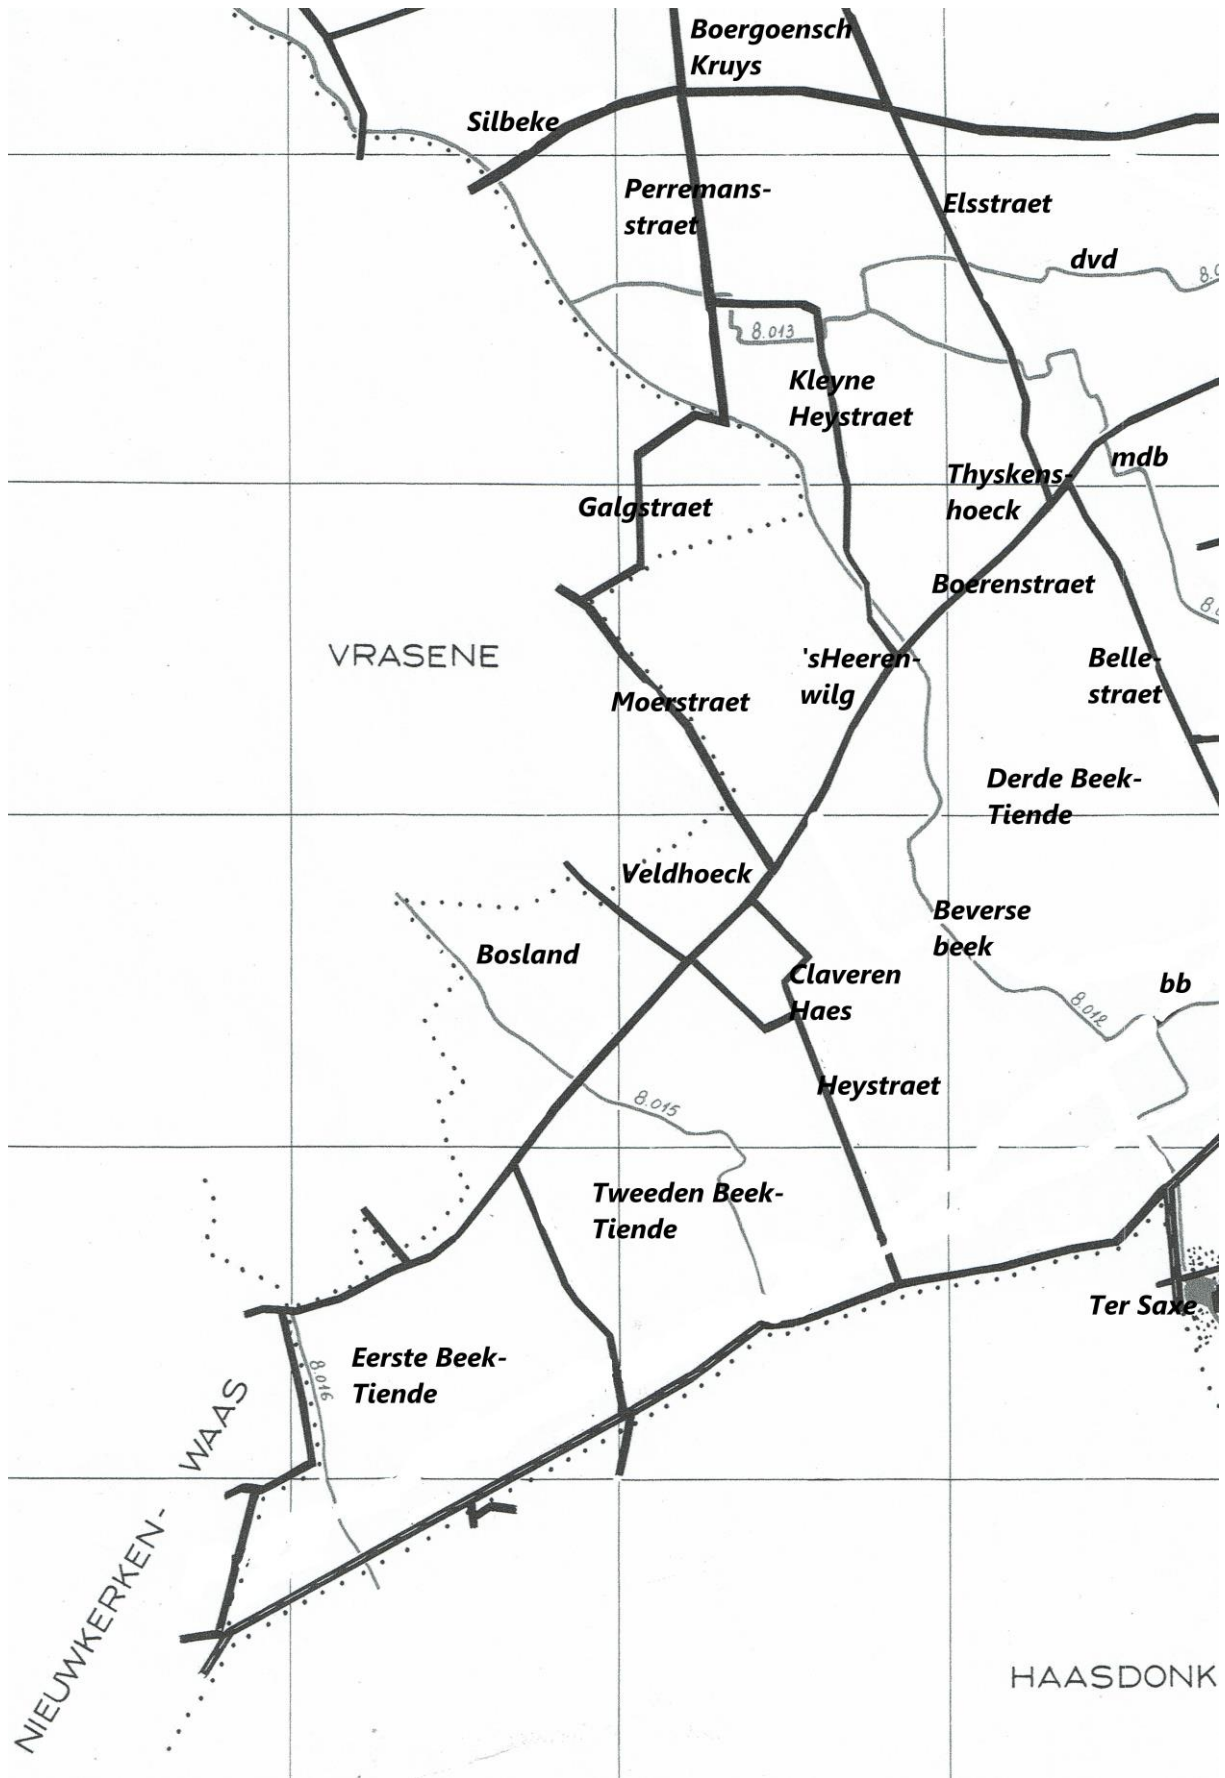 Boergoensch
Kruys
Silbeke
Perremans-
straet
Elsstraet
dvd
8.013
Kleyne
Heystraet
mdb
Thyskens-
hoeck
Galgstraet
Boerenstraet
VRASENE
'sHeeren-
wilg
Belle-
straet
Moerstraet
Derde Beek-
Tiende
Veldhoeck
Beverse
beek
Bosland
Claveren
Haes
bb
8.012
Heystraet
8.015
Tweeden Beek-
Tiende
Ter Saxe
Eerste Beek-
Tiende
8.016
NIEUWKERKEN-
WAAS
HAASDONK